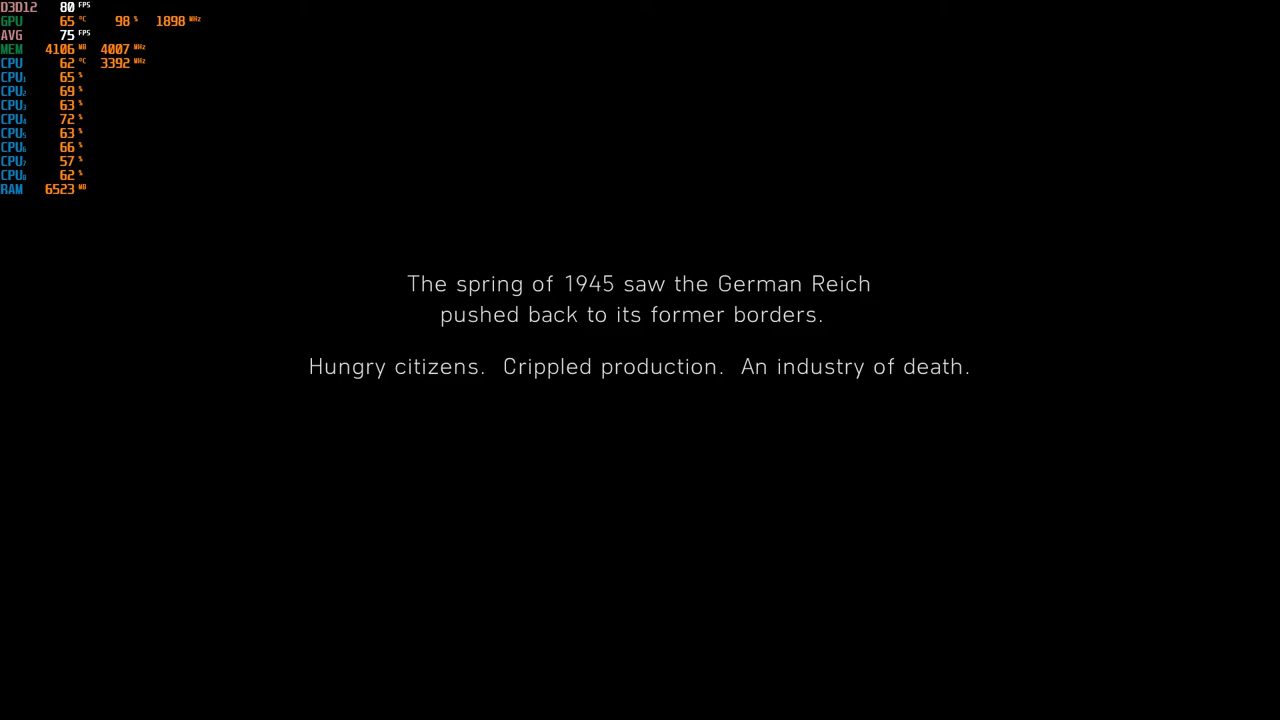 D3D12 80 FPS
GPU 65 °C 98 % 1898 MHz
AVG 75 FPS
MEM 4106 MB 4007 MHz
CPU 62 °C 3392 MHz
CPU1 65 %
CPU2 69 %
CPU3 63 %
CPU4 72 %
CPU5 63 %
CPU6 66 %
CPU7 57 %
CPU8 62 %
RAM 6523 MB
The spring of 1945 saw the German Reich
pushed back to its former borders.
Hungry citizens. Crippled production. An industry of death.